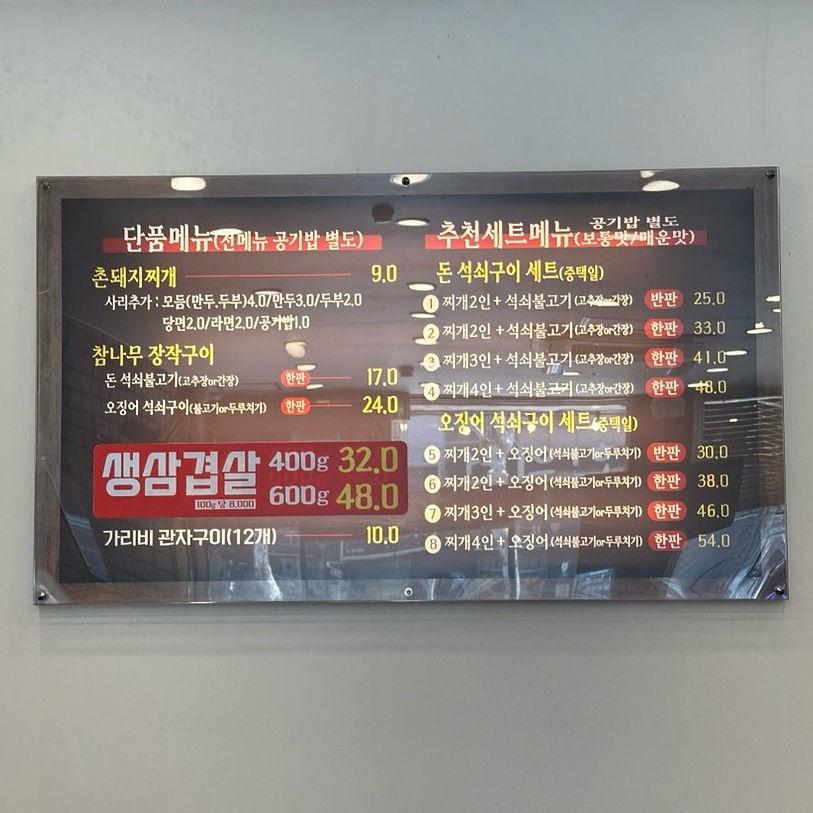 단품메뉴(전메뉴 공기밥 별도)
촌돼지찌개 9.0
사리추가 : 모듬(만두.두부)4.0/만두3.0/두부2.0
당면2.0/라면2.0/공기밥1.0
참나무 장작구이
돈 석쇠불고기(고추장or간장) 한판 17.0
오징어 석쇠구이(불고기or두루치기) 한판 24.0
생삼겹살 400g 32.0
600g 48.0
100g당 8,000
가리비 관자구이(12개) 10.0
추천세트메뉴(보통맛/매운맛)
공기밥 별도
돈 석쇠구이 세트(중택일)
1 찌개2인 + 석쇠불고기(고추장or간장) 반판 25.0
2 찌개2인 + 석쇠불고기(고추장or간장) 한판 33.0
3 찌개3인 + 석쇠불고기(고추장or간장) 한판 41.0
4 찌개4인 + 석쇠불고기(고추장or간장) 한판 48.0
오징어 석쇠구이 세트(중택일)
5 찌개2인 + 오징어(석쇠불고기or두루치기) 반판 30.0
6 찌개2인 + 오징어(석쇠불고기or두루치기) 한판 38.0
7 찌개3인 + 오징어(석쇠불고기or두루치기) 한판 46.0
8 찌개4인 + 오징어(석쇠불고기or두루치기) 한판 54.0